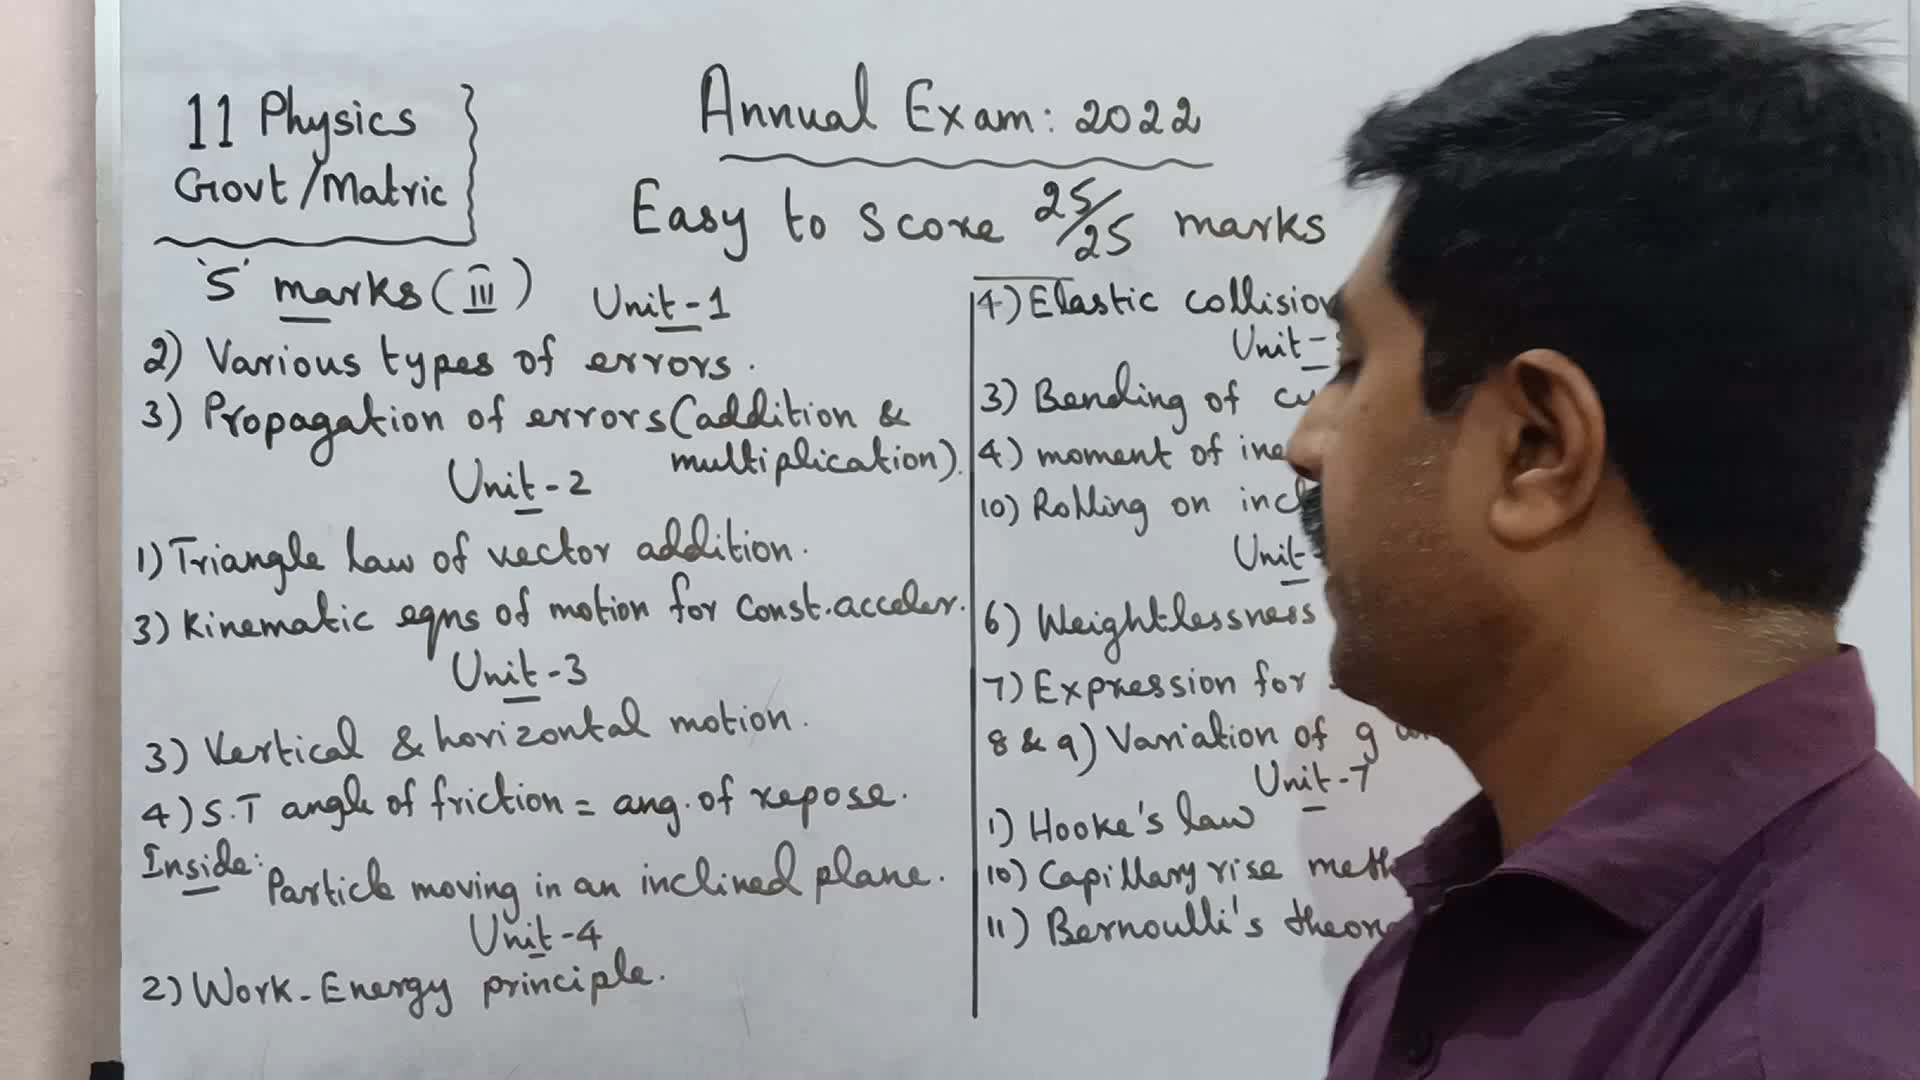 11 Physics
Govt/Matric
Annual Exam: 2022
Easy to score 25/25 marks
'5' marks (III)
Unit-1
2) Various types of errors.
3) Propagation of errors (addition &
multiplication).
Unit-2
1) Triangle law of vector addition.
3) Kinematic eqns of motion for const. acceler.
Unit-3
3) Vertical & horizontal motion.
4) S.T angle of friction = ang. of repose.
Inside: Particle moving in an inclined plane.
Unit-4
2) Work-Energy principle.
4) Elastic collision
Unit-
3) Bending of
4) moment of
10) Rolling on
Unit-
6) Weightlessness
7) Expression for
8 & 9) Variation of g
Unit-7
1) Hooke's law
10) Capillary rise
11) Bernoulli's